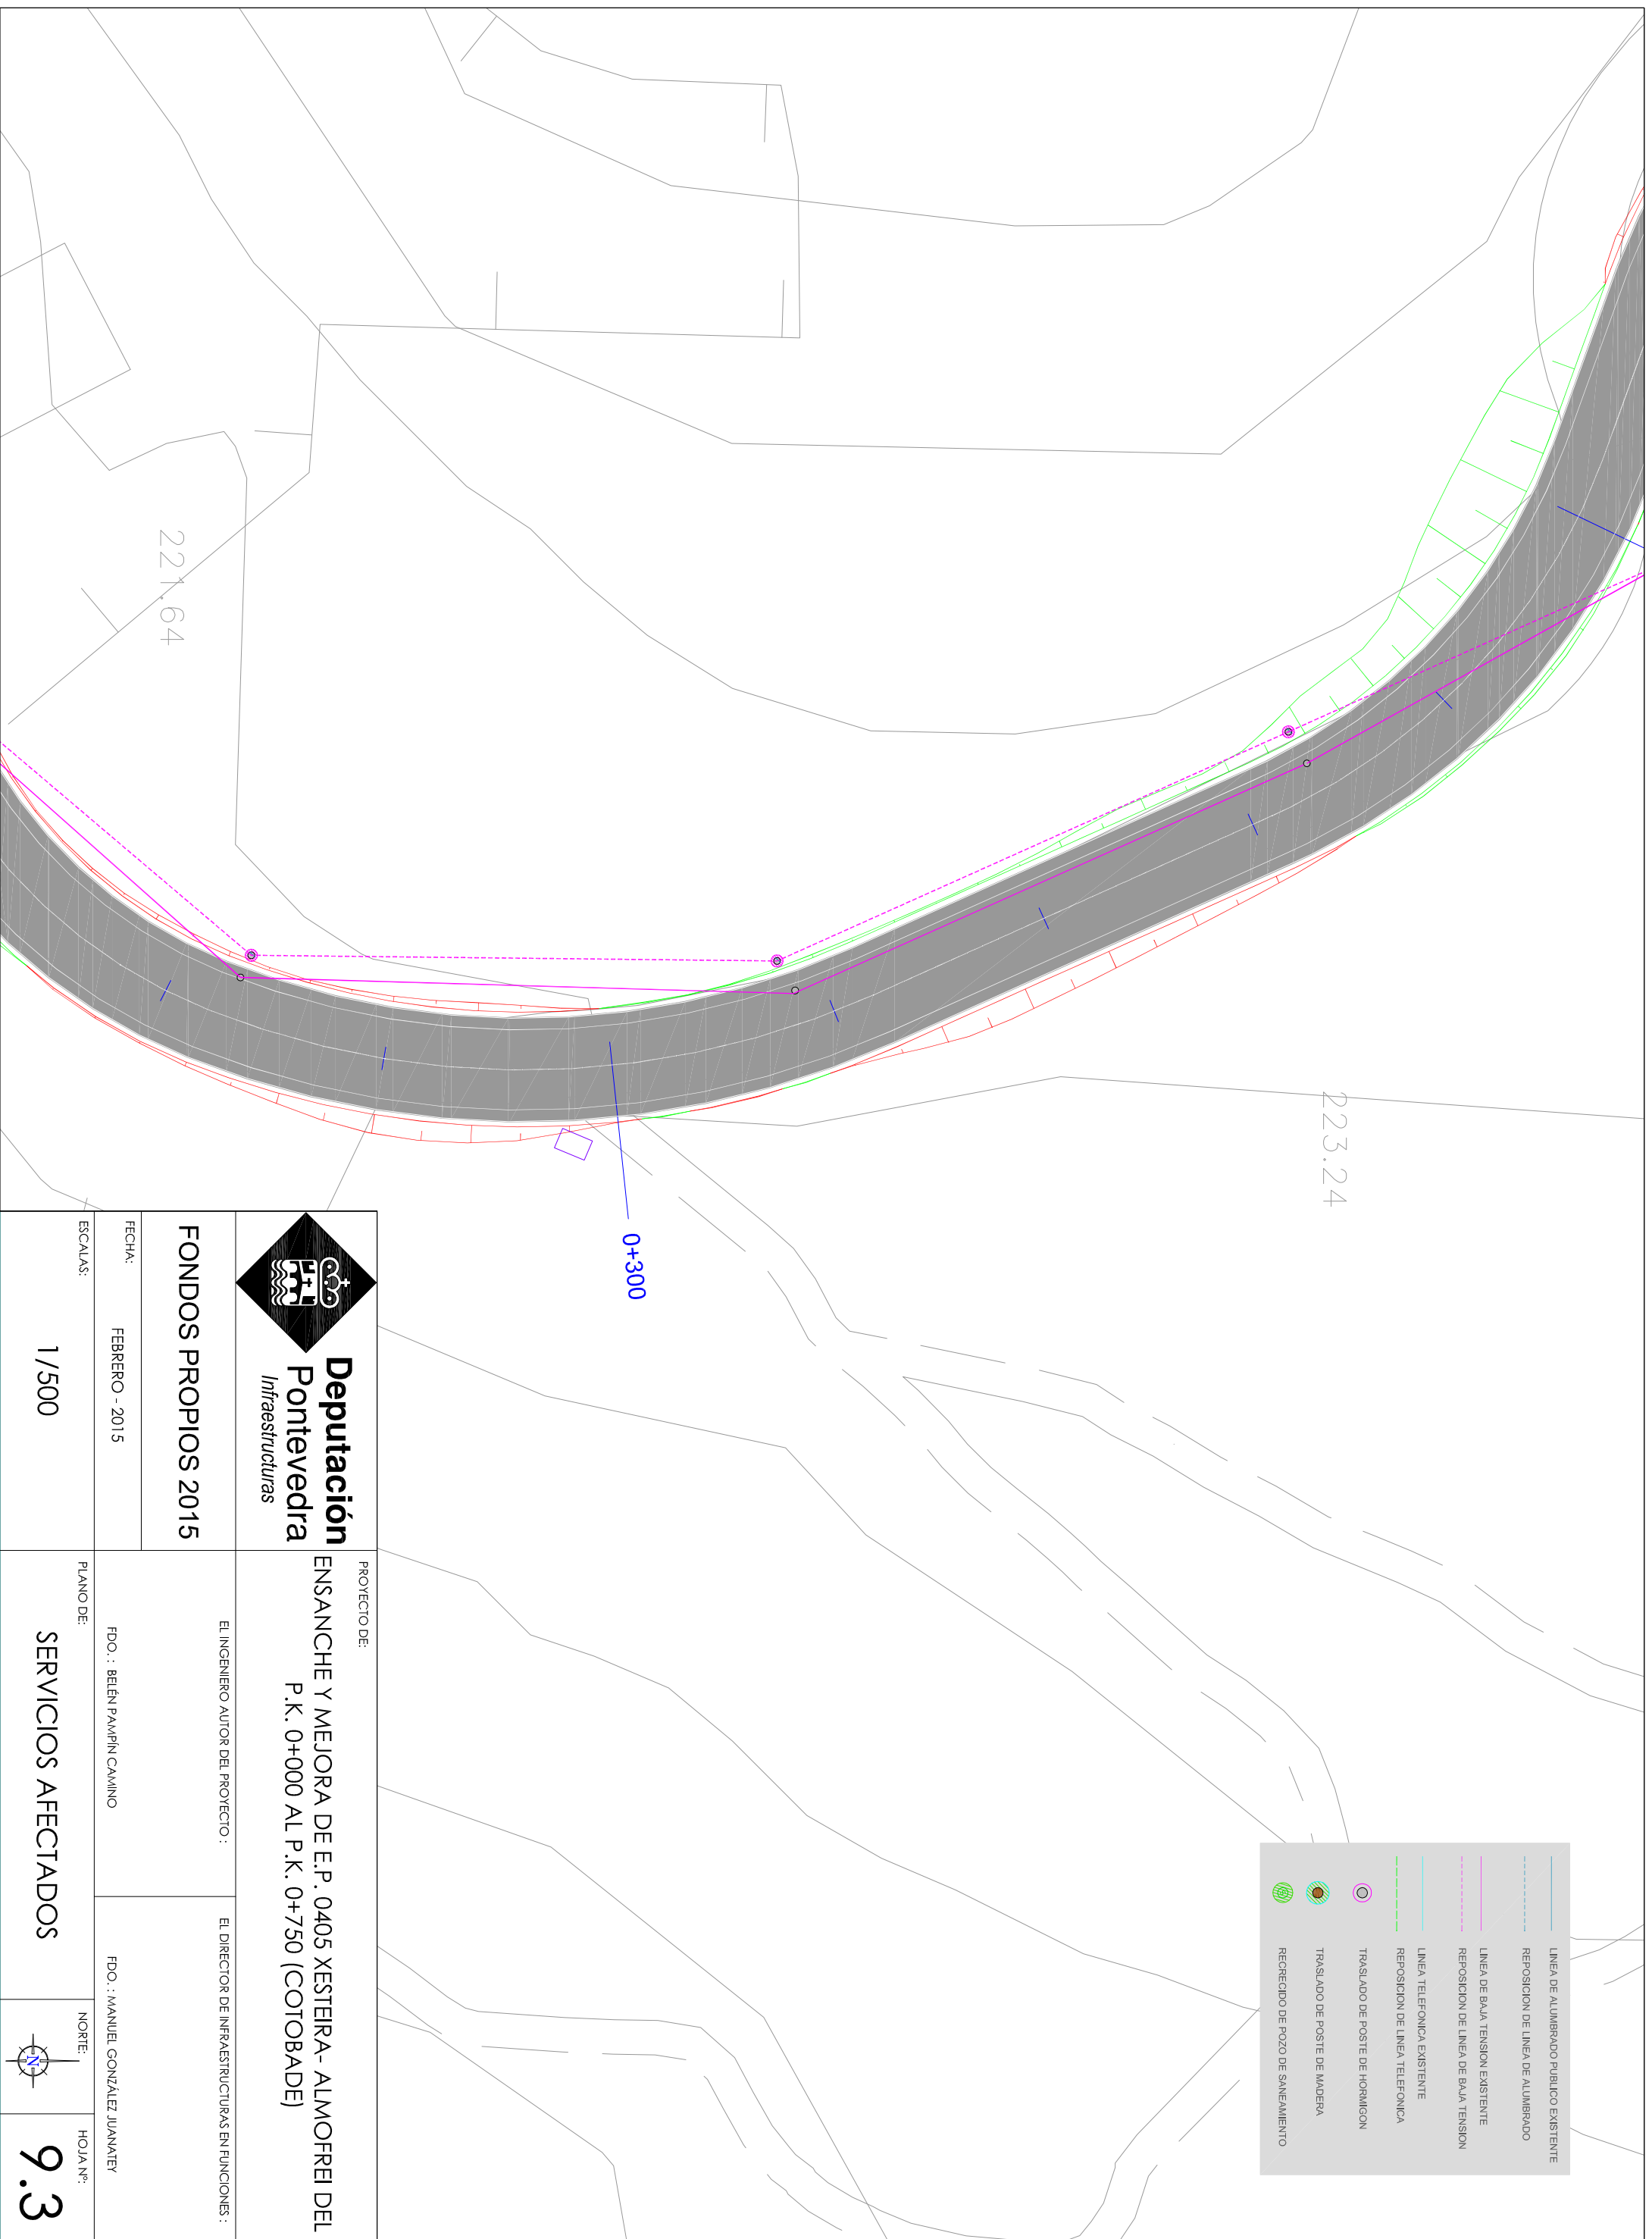 LINEA DE ALUMBRADO PUBLICO EXISTENTE
REPOSICION DE LINEA DE ALUMBRADO
LINEA DE BAJA TENSION EXISTENTE
REPOSICION DE LINEA DE BAJA TENSION
LINEA TELEFONICA EXISTENTE
REPOSICION DE LINEA TELEFONICA
TRASLADO DE POSTE DE HORMIGON
TRASLADO DE POSTE DE MADERA
RECRECIDO DE POZO DE SANEAMIENTO
223.24
0+300
221.64
Deputación
Pontevedra
Infraestructuras
PROYECTO DE:
ENSANCHE Y MEJORA DE E.P. 0405 XESTEIRA- ALMOFREI DEL
P.K. 0+000 AL P.K. 0+750 (COTOBADE)
FONDOS PROPIOS 2015
EL INGENIERO AUTOR DEL PROYECTO :
FDO. : BELÉN PAMPÍN CAMINO
EL DIRECTOR DE INFRAESTRUCTURAS EN FUNCIONES :
FDO. : MANUEL GONZÁLEZ JUANATEY
FECHA:
FEBRERO - 2015
ESCALAS:
1/500
PLANO DE:
SERVICIOS AFECTADOS
NORTE:
N
HOJA Nº:
9.3